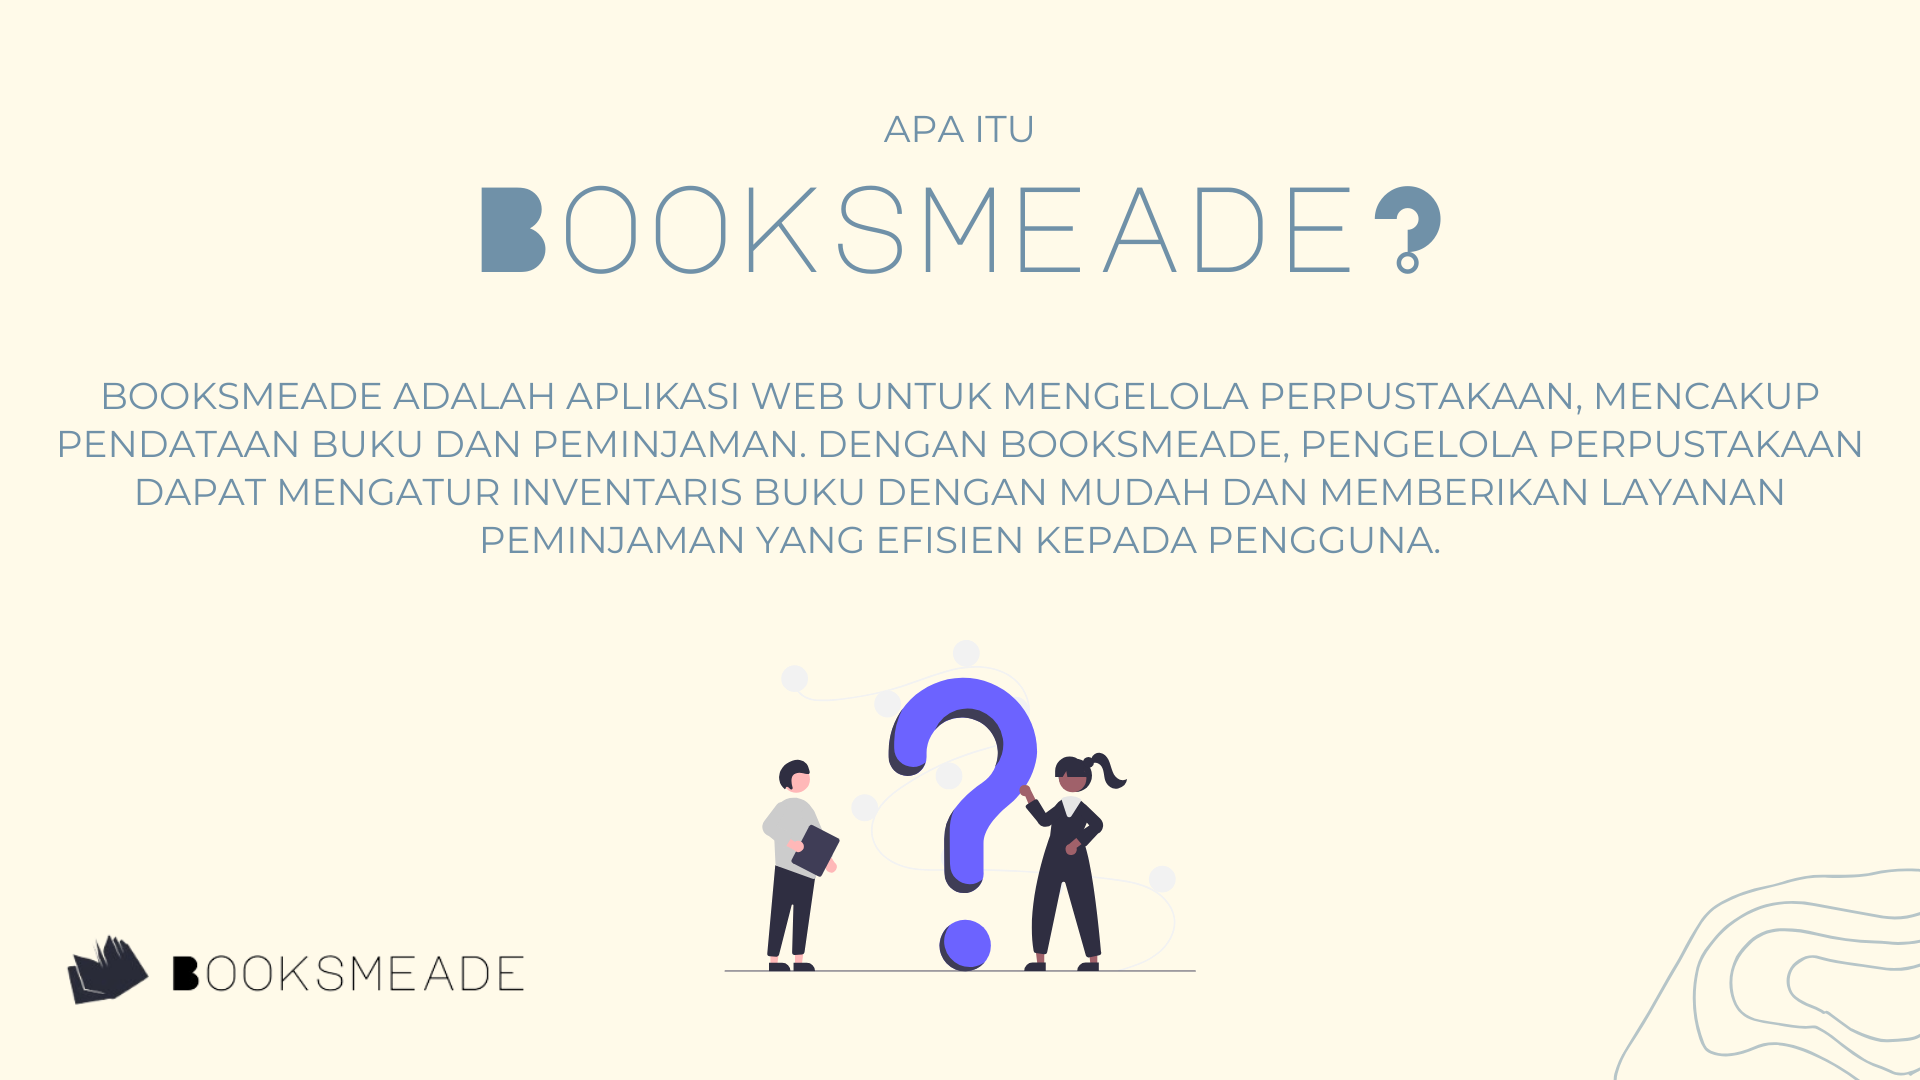 APA ITU
BOOKSMEADE?
BOOKSMEADE ADALAH APLIKASI WEB UNTUK MENGELOLA PERPUSTAKAAN, MENCAKUP
PENDATAAN BUKU DAN PEMINJAMAN. DENGAN BOOKSMEADE, PENGELOLA PERPUSTAKAAN
DAPAT MENGATUR INVENTARIS BUKU DENGAN MUDAH DAN MEMBERIKAN LAYANAN
PEMINJAMAN YANG EFISIEN KEPADA PENGGUNA.
BOOKSMEADE